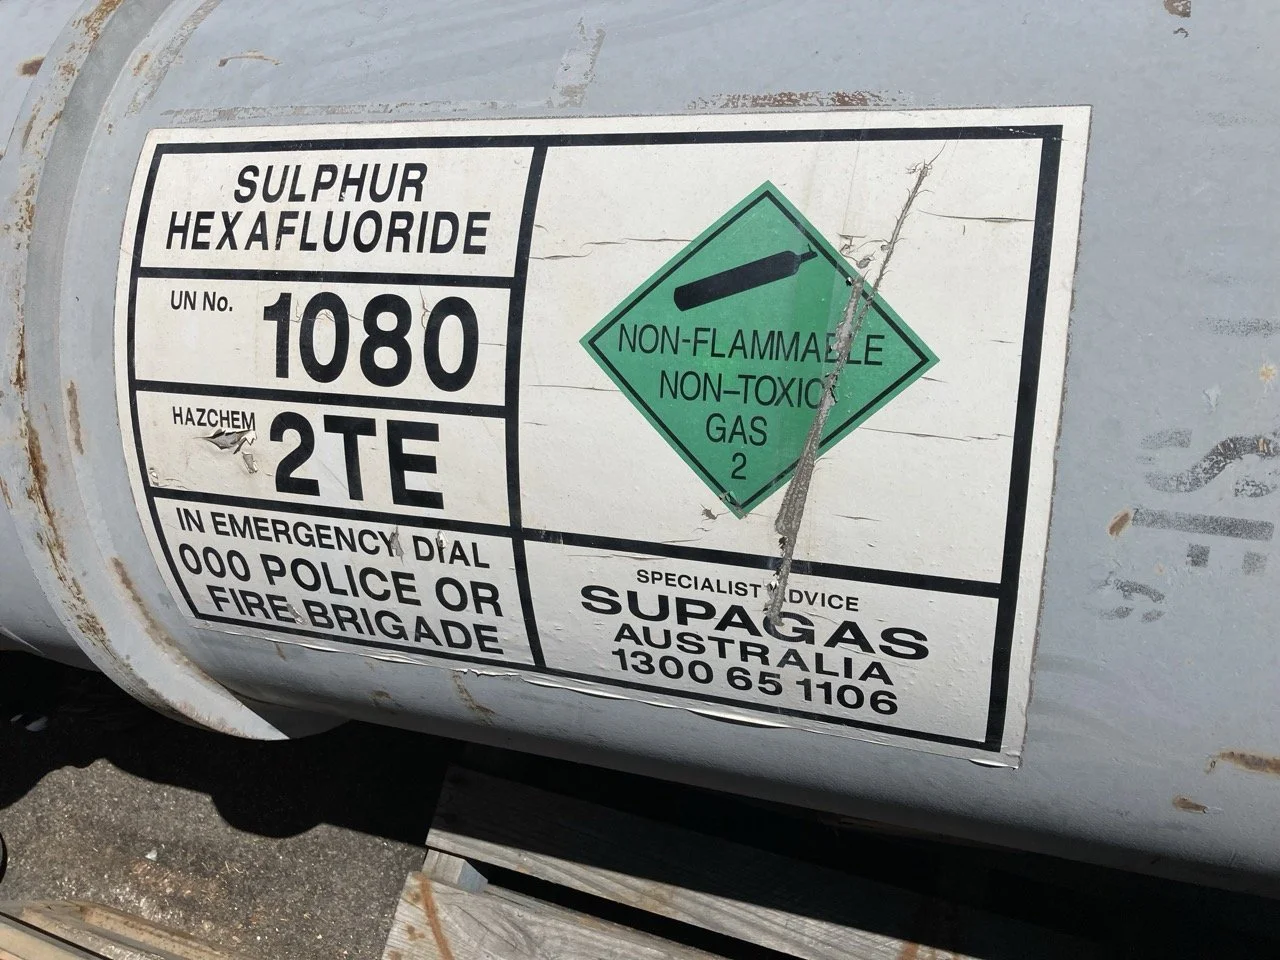 SULPHUR
HEXAFLUORIDE
UN No. 1080
HAZCHEM 2TE
IN EMERGENCY DIAL
000 POLICE OR
FIRE BRIGADE
NON-FLAMMABLE
NON-TOXIC
GAS
2
SPECIALIST ADVICE
SUPAGAS
AUSTRALIA
1300 65 1106